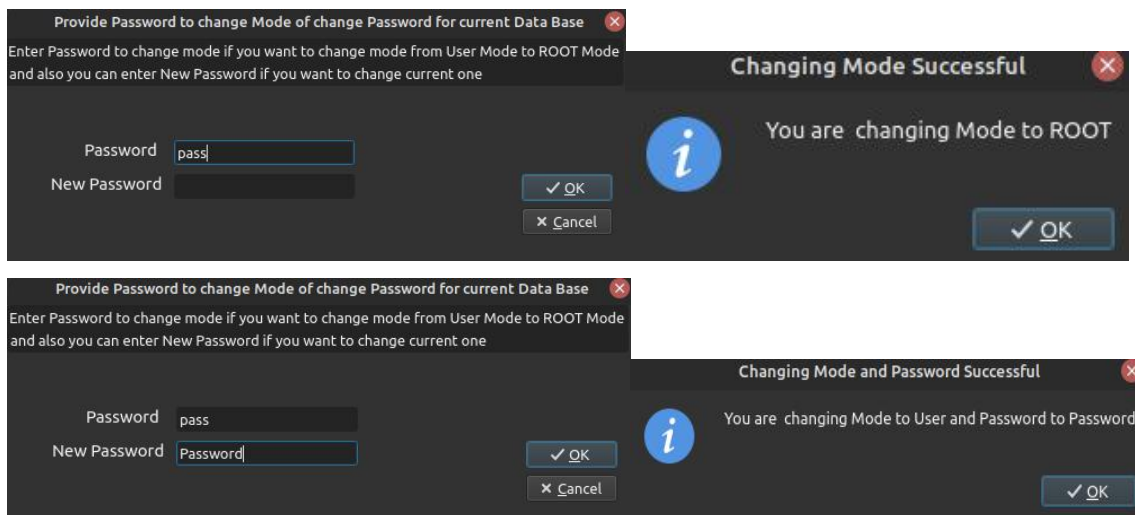 Provide Password to change Mode of change Password for current Data Base
Enter Password to change mode if you want to change mode from User Mode to ROOT Mode
and also you can enter New Password if you want to change current one
Password pass
New Password
OK
Cancel
Changing Mode Successful
You are changing Mode to ROOT
OK
Provide Password to change Mode of change Password for current Data Base
Enter Password to change mode if you want to change mode from User Mode to ROOT Mode
and also you can enter New Password if you want to change current one
Password pass
New Password Password
OK
Cancel
Changing Mode and Password Successful
You are changing Mode to User and Password to Password
OK